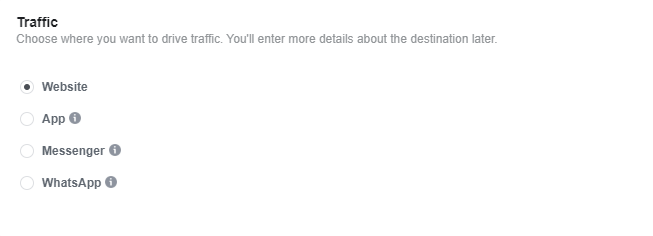 Traffic
Choose where you want to drive traffic. You'll enter more details about the destination later.
Website
App
Messenger
WhatsApp